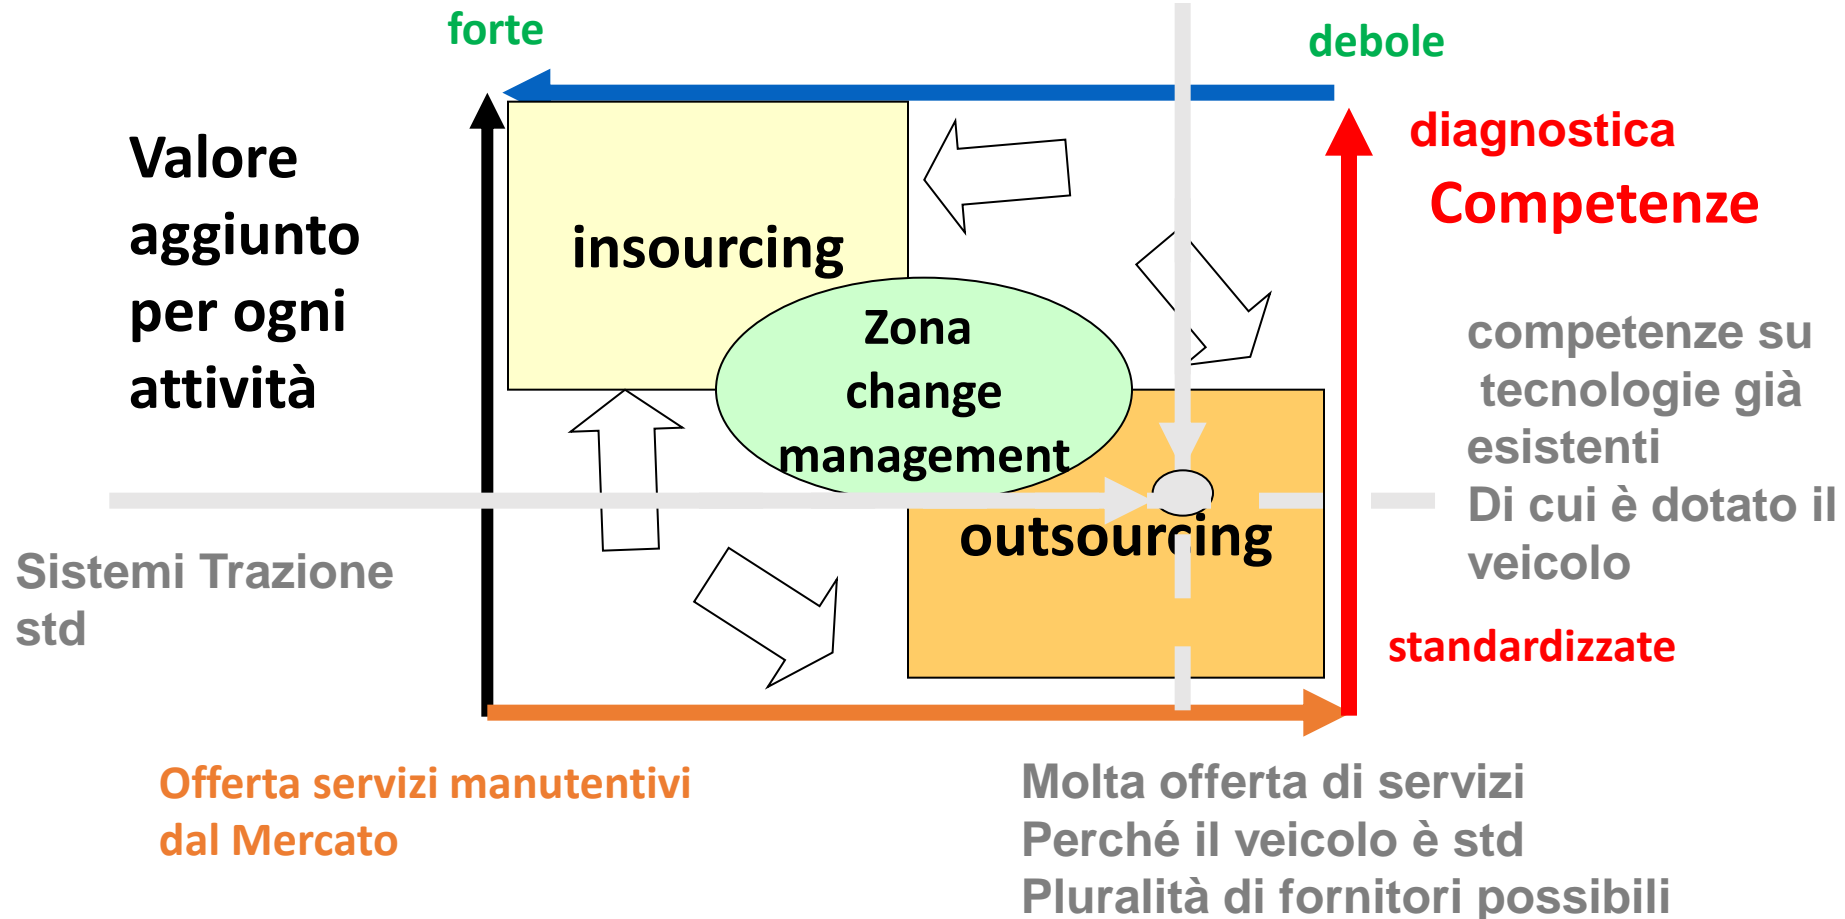 forte
debole
Valore
aggiunto
per ogni
attività
diagnostica
Competenze
insourcing
Zona
change
management
competenze su
tecnologie già
esistenti
Di cui è dotato il
veicolo
outsourcing
Sistemi Trazione
std
standardizzate
Offerta servizi manutentivi
dal Mercato
Molta offerta di servizi
Perché il veicolo è std
Pluralità di fornitori possibili